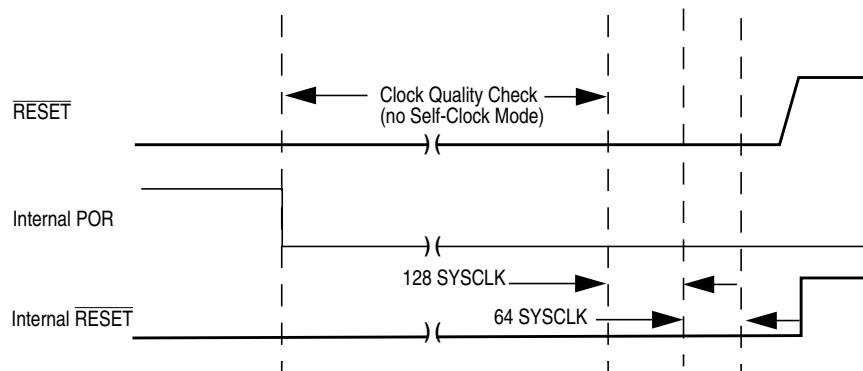 Clock Quality Check
(no Self-Clock Mode)
RESET
Internal POR
128 SYSCLK
Internal RESET
64 SYSCLK